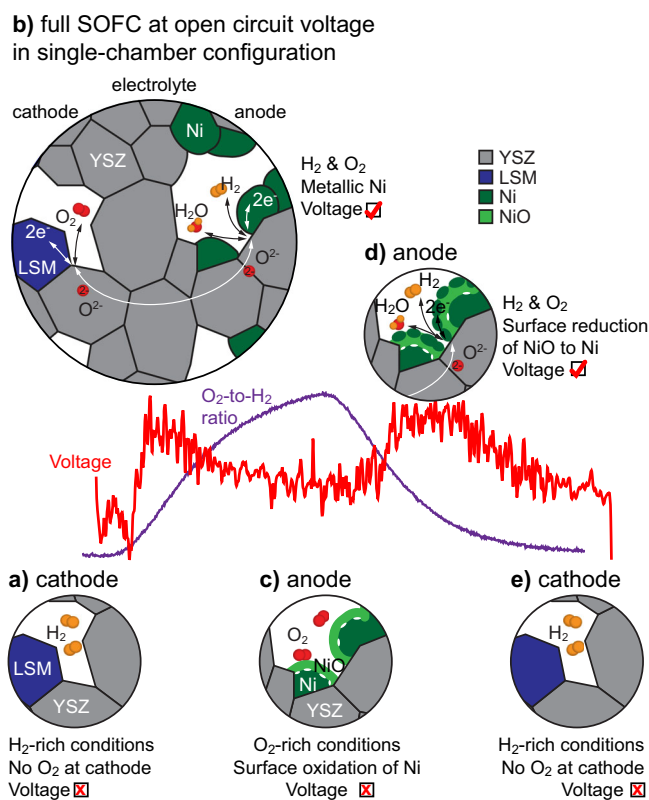 b) full SOFC at open circuit voltage
in single-chamber configuration
electrolyte
cathode
anode
Ni
YSZ
H₂
2e⁻
H₂O
O₂
2e⁻
LSM
O²⁻
2-
2-
O²⁻
H₂ & O₂
Metallic Ni
Voltage
YSZ
LSM
Ni
NiO
d) anode
H₂
H₂O
2e⁻
O²⁻
2-
H₂ & O₂
Surface reduction
of NiO to Ni
Voltage
O₂-to-H₂
ratio
Voltage
a) cathode
H₂
LSM
YSZ
H₂-rich conditions
No O₂ at cathode
Voltage X
c) anode
O₂
NiO
Ni
YSZ
O₂-rich conditions
Surface oxidation of Ni
Voltage X
e) cathode
H₂
H₂-rich conditions
No O₂ at cathode
Voltage X